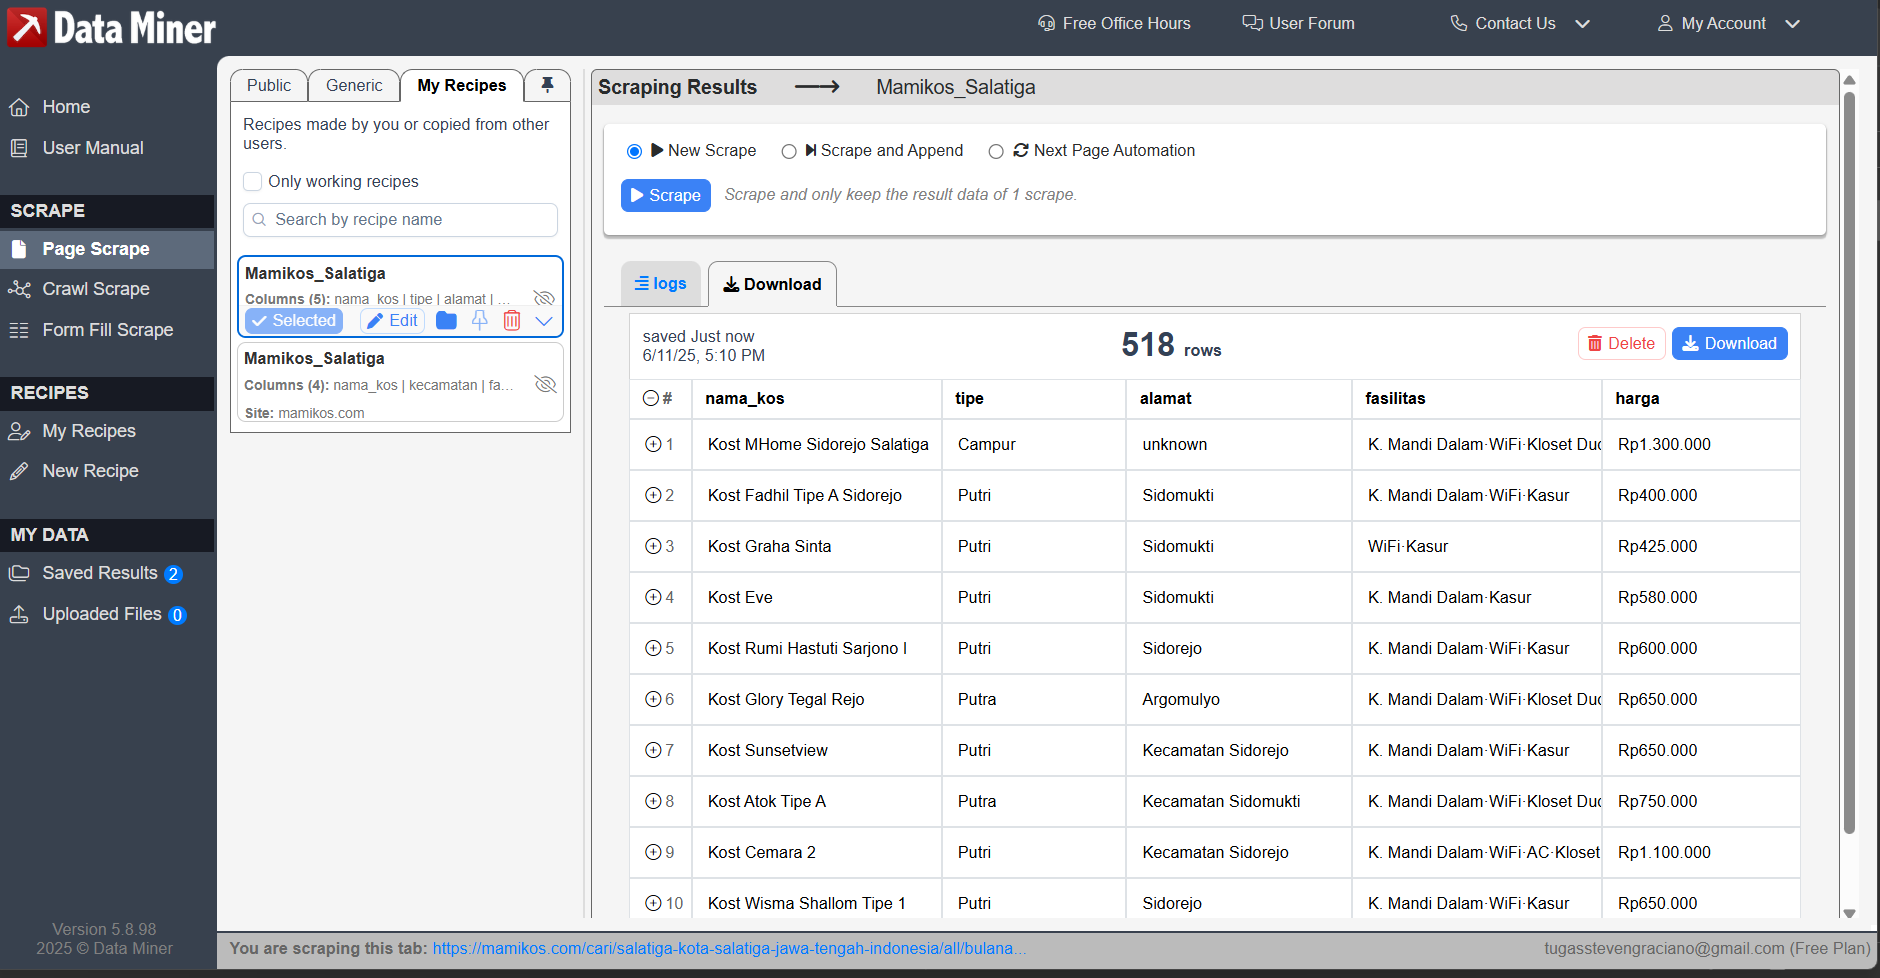 Data Miner
Free Office Hours
User Forum
Contact Us
My Account
Home
User Manual
SCRAPE
Page Scrape
Crawl Scrape
Form Fill Scrape
RECIPES
My Recipes
New Recipe
MY DATA
Saved Results 2
Uploaded Files 0
Version 5.8.98
2025 © Data Miner
Public
Generic
My Recipes
Recipes made by you or copied from other
users.
Only working recipes
Search by recipe name
Mamikos_Salatiga
Columns (5): nama_kos | tipe | alamat | ...
Selected
Edit
Mamikos_Salatiga
Columns (4): nama_kos | kecamatan | fa...
Site: mamikos.com
Scraping Results
Mamikos_Salatiga
New Scrape
Scrape and Append
Next Page Automation
Scrape
Scrape and only keep the result data of 1 scrape.
logs
Download
saved Just now
6/11/25, 5:10 PM
518 rows
Delete
Download
# nama_kos tipe alamat fasilitas harga
1 Kost MHome Sidorejo Salatiga Campur unknown K. Mandi Dalam·WiFi·Kloset Duc Rp1.300.000
2 Kost Fadhil Tipe A Sidorejo Putri Sidomukti K. Mandi Dalam·WiFi·Kasur Rp400.000
3 Kost Graha Sinta Putri Sidomukti WiFi·Kasur Rp425.000
4 Kost Eve Putri Sidomukti K. Mandi Dalam·Kasur Rp580.000
5 Kost Rumi Hastuti Sarjono I Putri Sidorejo K. Mandi Dalam·WiFi·Kasur Rp600.000
6 Kost Glory Tegal Rejo Putra Argomulyo K. Mandi Dalam·WiFi·Kloset Duc Rp650.000
7 Kost Sunsetview Putri Kecamatan Sidorejo K. Mandi Dalam·WiFi·Kasur Rp650.000
8 Kost Atok Tipe A Putra Kecamatan Sidomukti K. Mandi Dalam·WiFi·Kloset Duc Rp750.000
9 Kost Cemara 2 Putri Kecamatan Sidorejo K. Mandi Dalam·WiFi·AC·Kloset Rp1.100.000
10 Kost Wisma Shallom Tipe 1 Putri Sidorejo K. Mandi Dalam·WiFi·Kasur Rp650.000
You are scraping this tab: https://mamikos.com/cari/salatiga-kota-salatiga-jawa-tengah-indonesia/all/bulana...
tugasstevengraciano@gmail.com (Free Plan)